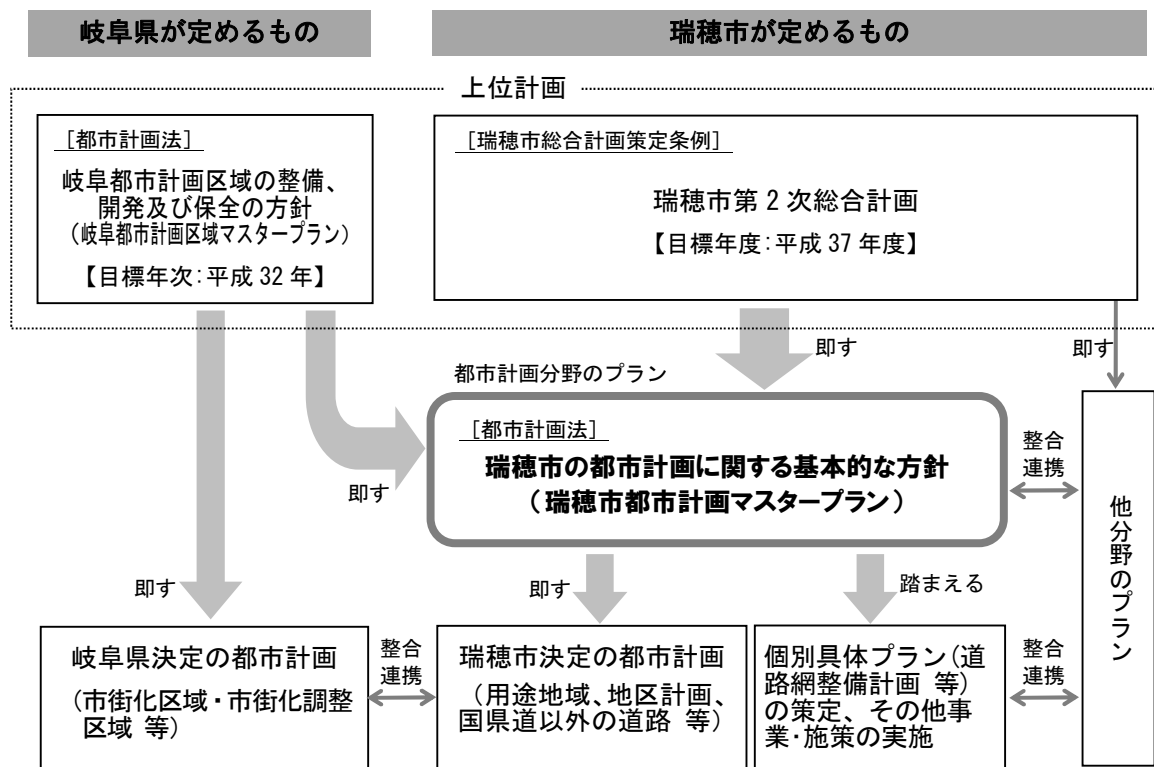 岐阜県が定めるもの
瑞穂市が定めるもの
上位計画
［都市計画法］
岐阜都市計画区域の整備、
開発及び保全の方針
（岐阜都市計画区域マスタープラン）
【目標年次：平成 32 年】
［瑞穂市総合計画策定条例］
瑞穂市第２次総合計画
【目標年度：平成 37 年度】
即す
即す
都市計画分野のプラン
［都市計画法］
瑞穂市の都市計画に関する基本的な方針
（瑞穂市都市計画マスタープラン）
即す
整合
連携
他分野のプラン
即す
即す
踏まえる
岐阜県決定の都市計画
（市街化区域・市街化調整
区域 等）
整合
連携
瑞穂市決定の都市計画
（用途地域、地区計画、
国県道以外の道路 等）
個別具体プラン（道
路網整備計画 等）
の策定、その他事
業・施策の実施
整合
連携